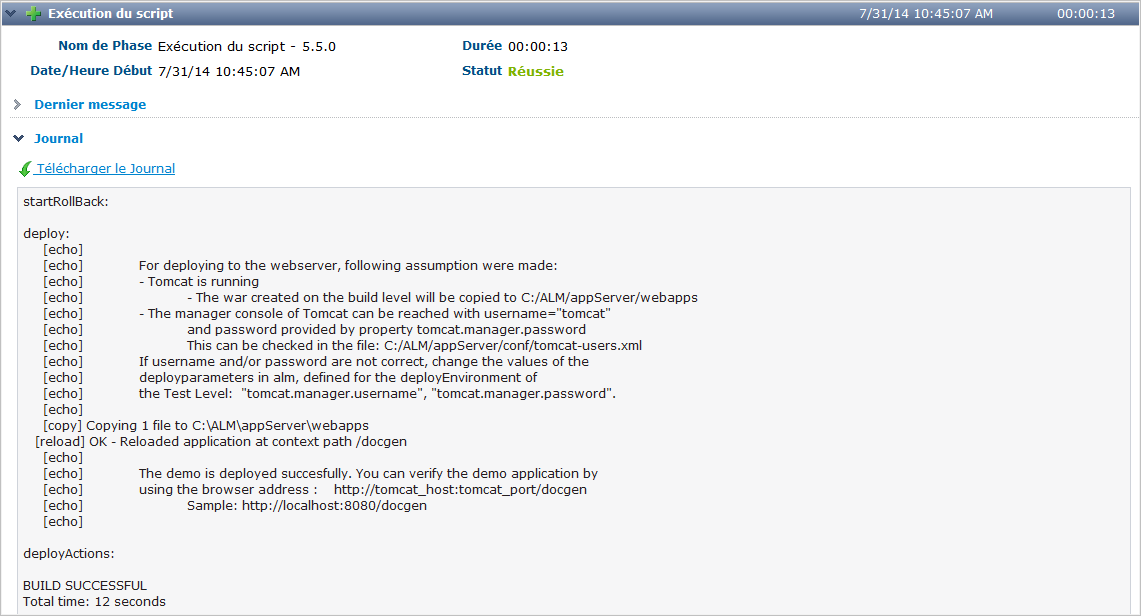 Exécution du script 7/31/14 10:45:07 AM 00:00:13
Nom de Phase Exécution du script - 5.5.0 Durée 00:00:13
Date/Heure Début 7/31/14 10:45:07 AM Statut Réussie
Dernier message
Journal
Télécharger le Journal
startRollBack:
deploy:
[echo]
[echo] For deploying to the webserver, following assumption were made:
[echo] - Tomcat is running
[echo] - The war created on the build level will be copied to C:/ALM/appServer/webapps
[echo] - The manager console of Tomcat can be reached with username="tomcat"
[echo] and password provided by property tomcat.manager.password
[echo] This can be checked in the file: C:/ALM/appServer/conf/tomcat-users.xml
[echo] If username and/or password are not correct, change the values of the
[echo] deployparameters in alm, defined for the deployEnvironment of
[echo] the Test Level: "tomcat.manager.username", "tomcat.manager.password".
[echo]
[copy] Copying 1 file to C:\ALM\appServer\webapps
[reload] OK - Reloaded application at context path /docgen
[echo]
[echo] The demo is deployed succesfully. You can verify the demo application by
[echo] using the browser address : http://tomcat_host:tomcat_port/docgen
[echo] Sample: http://localhost:8080/docgen
[echo]
deployActions:
BUILD SUCCESSFUL
Total time: 12 seconds